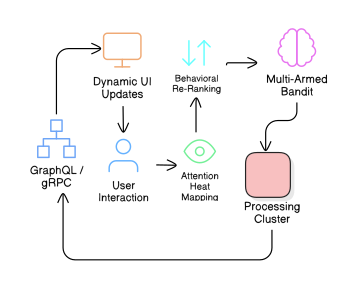 Dynamic UI
Updates
Behavioral
Re-Ranking
Multi-Armed
Bandit
GraphQL /
gRPC
User
Interaction
Attention
Heat
Mapping
Processing
Cluster